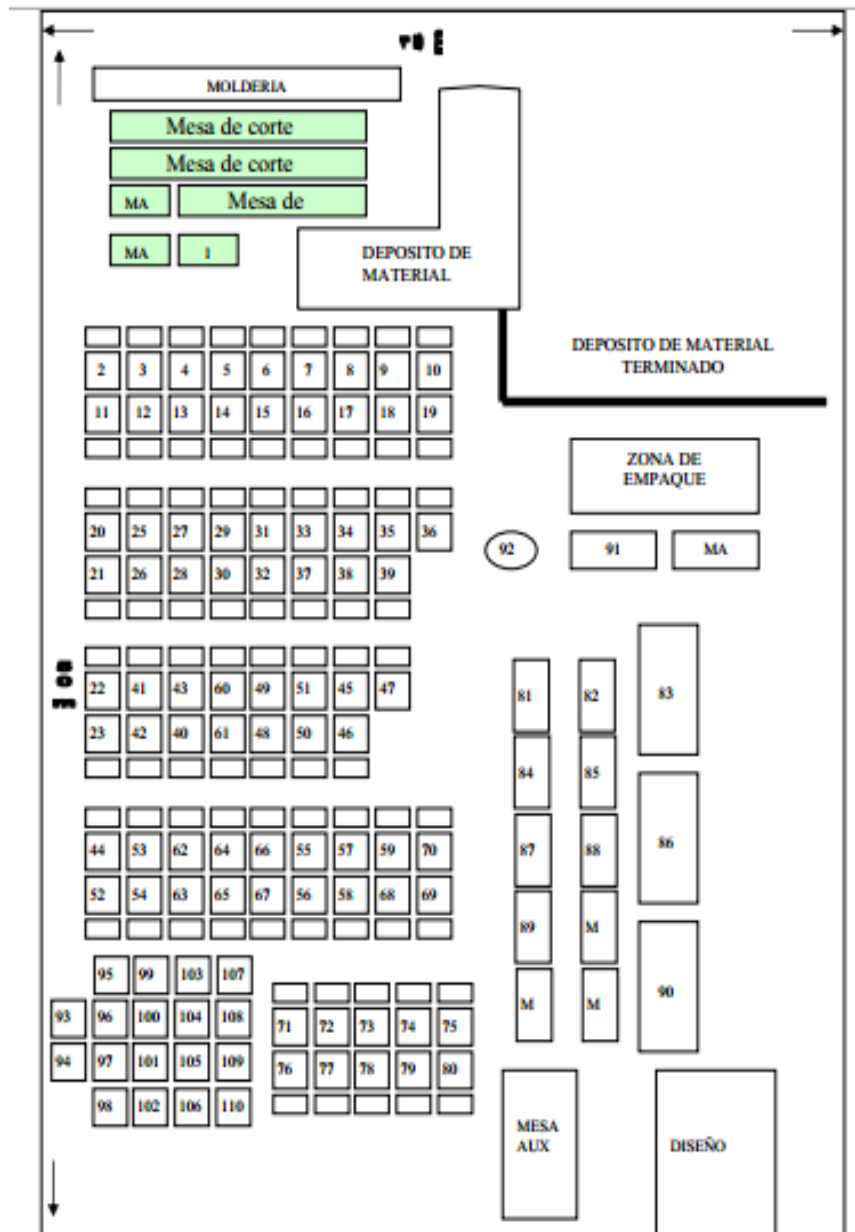 MOLDERIA
Mesa de corte
Mesa de corte
MA Mesa de
MA 1
DEPOSITO DE
MATERIAL
DEPOSITO DE MATERIAL
TERMINADO
2 3 4 5 6 7 8 9 10
11 12 13 14 15 16 17 18 19
ZONA DE
EMPAQUE
20 25 27 29 31 33 34 35 36
21 26 28 30 32 37 38 39
92 91 MA
22 41 43 60 49 51 45 47
23 42 40 61 48 50 46
81 82 83
84 85
87 88 86
89 M
M M 90
44 53 62 64 66 55 57 59 70
52 54 63 65 67 56 58 68 69
95 99 103 107
93 96 100 104 108
94 97 101 105 109
98 102 106 110
71 72 73 74 75
76 77 78 79 80
MESA
AUX
DISEÑO